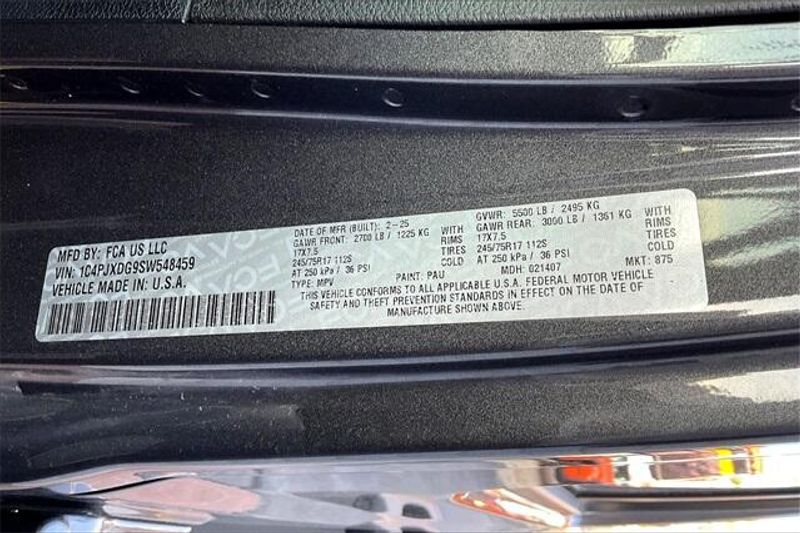 MFD BY: FCA US LLC
VIN: 1C4PJXDG9SW548459
VEHICLE MADE IN: U.S.A.
DATE OF MFR (BUILT): 2-25
GAWR FRONT: 2700 LB / 1225 KG WITH
17X7.5 RIMS
245/75R17 112S TIRES
AT 250 kPa / 36 PSI COLD
TYPE: MPV PAINT: PAU
GVWR: 5500 LB / 2495 KG
GAWR REAR: 3000 LB / 1361 KG WITH
17X7.5 RIMS
245/75R17 112S TIRES
AT 250 kPa / 36 PSI COLD
MDH: 021407 MKT: 875
THIS VEHICLE CONFORMS TO ALL APPLICABLE U.S.A. FEDERAL MOTOR VEHICLE
SAFETY AND THEFT PREVENTION STANDARDS IN EFFECT ON THE DATE OF
MANUFACTURE SHOWN ABOVE.